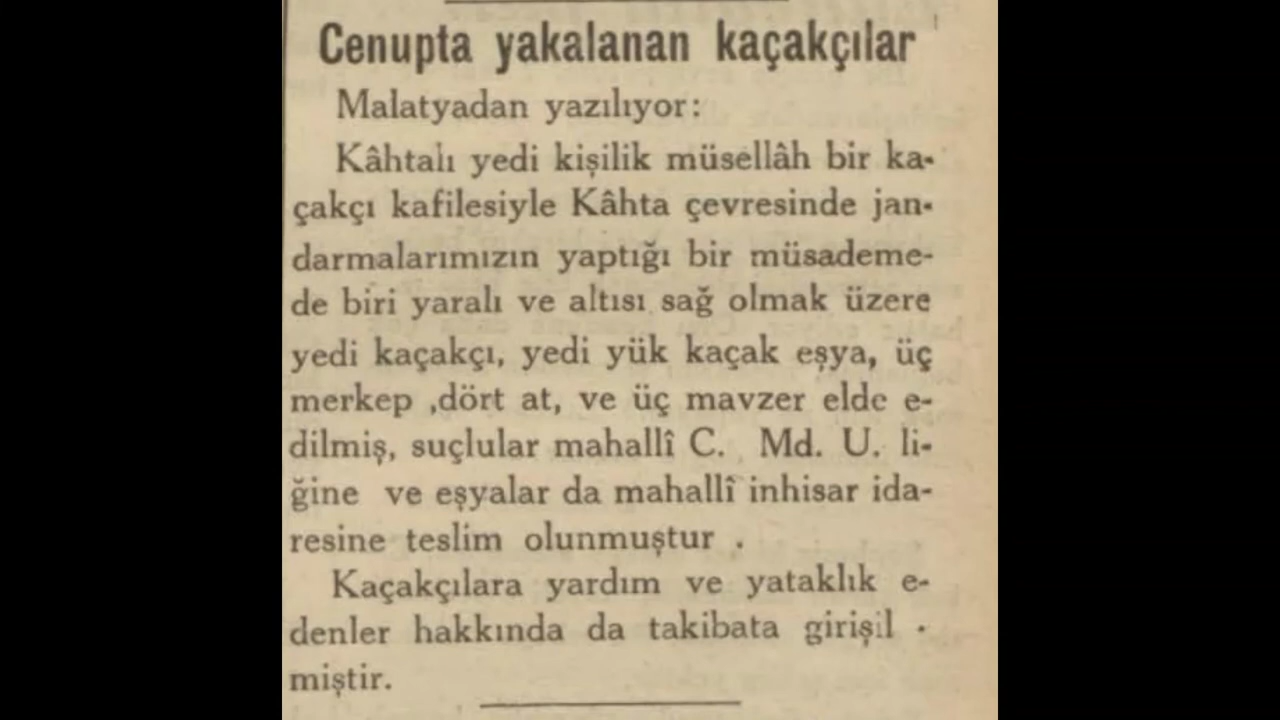 Cenupta yakalanan kaçakçılar
Malatyadan yazılıyor:
Kâhtalı yedi kişilik müsellâh bir ka-
çakçı kafilesiyle Kâhta çevresinde jan-
darmalarımızın yaptığı bir müsademe-
de biri yaralı ve altısı sağ olmak üzere
yedi kaçakçı, yedi yük kaçak eşya, üç
merkep ,dört at, ve üç mavzer elde e-
dilmiş, suçlular mahallî C. Md. U. li-
ğine ve eşyalar da mahallî inhisar ida-
resine teslim olunmuştur .
Kaçakçılara yardım ve yataklık e-
denler hakkında da takibata girişil -
miştir.